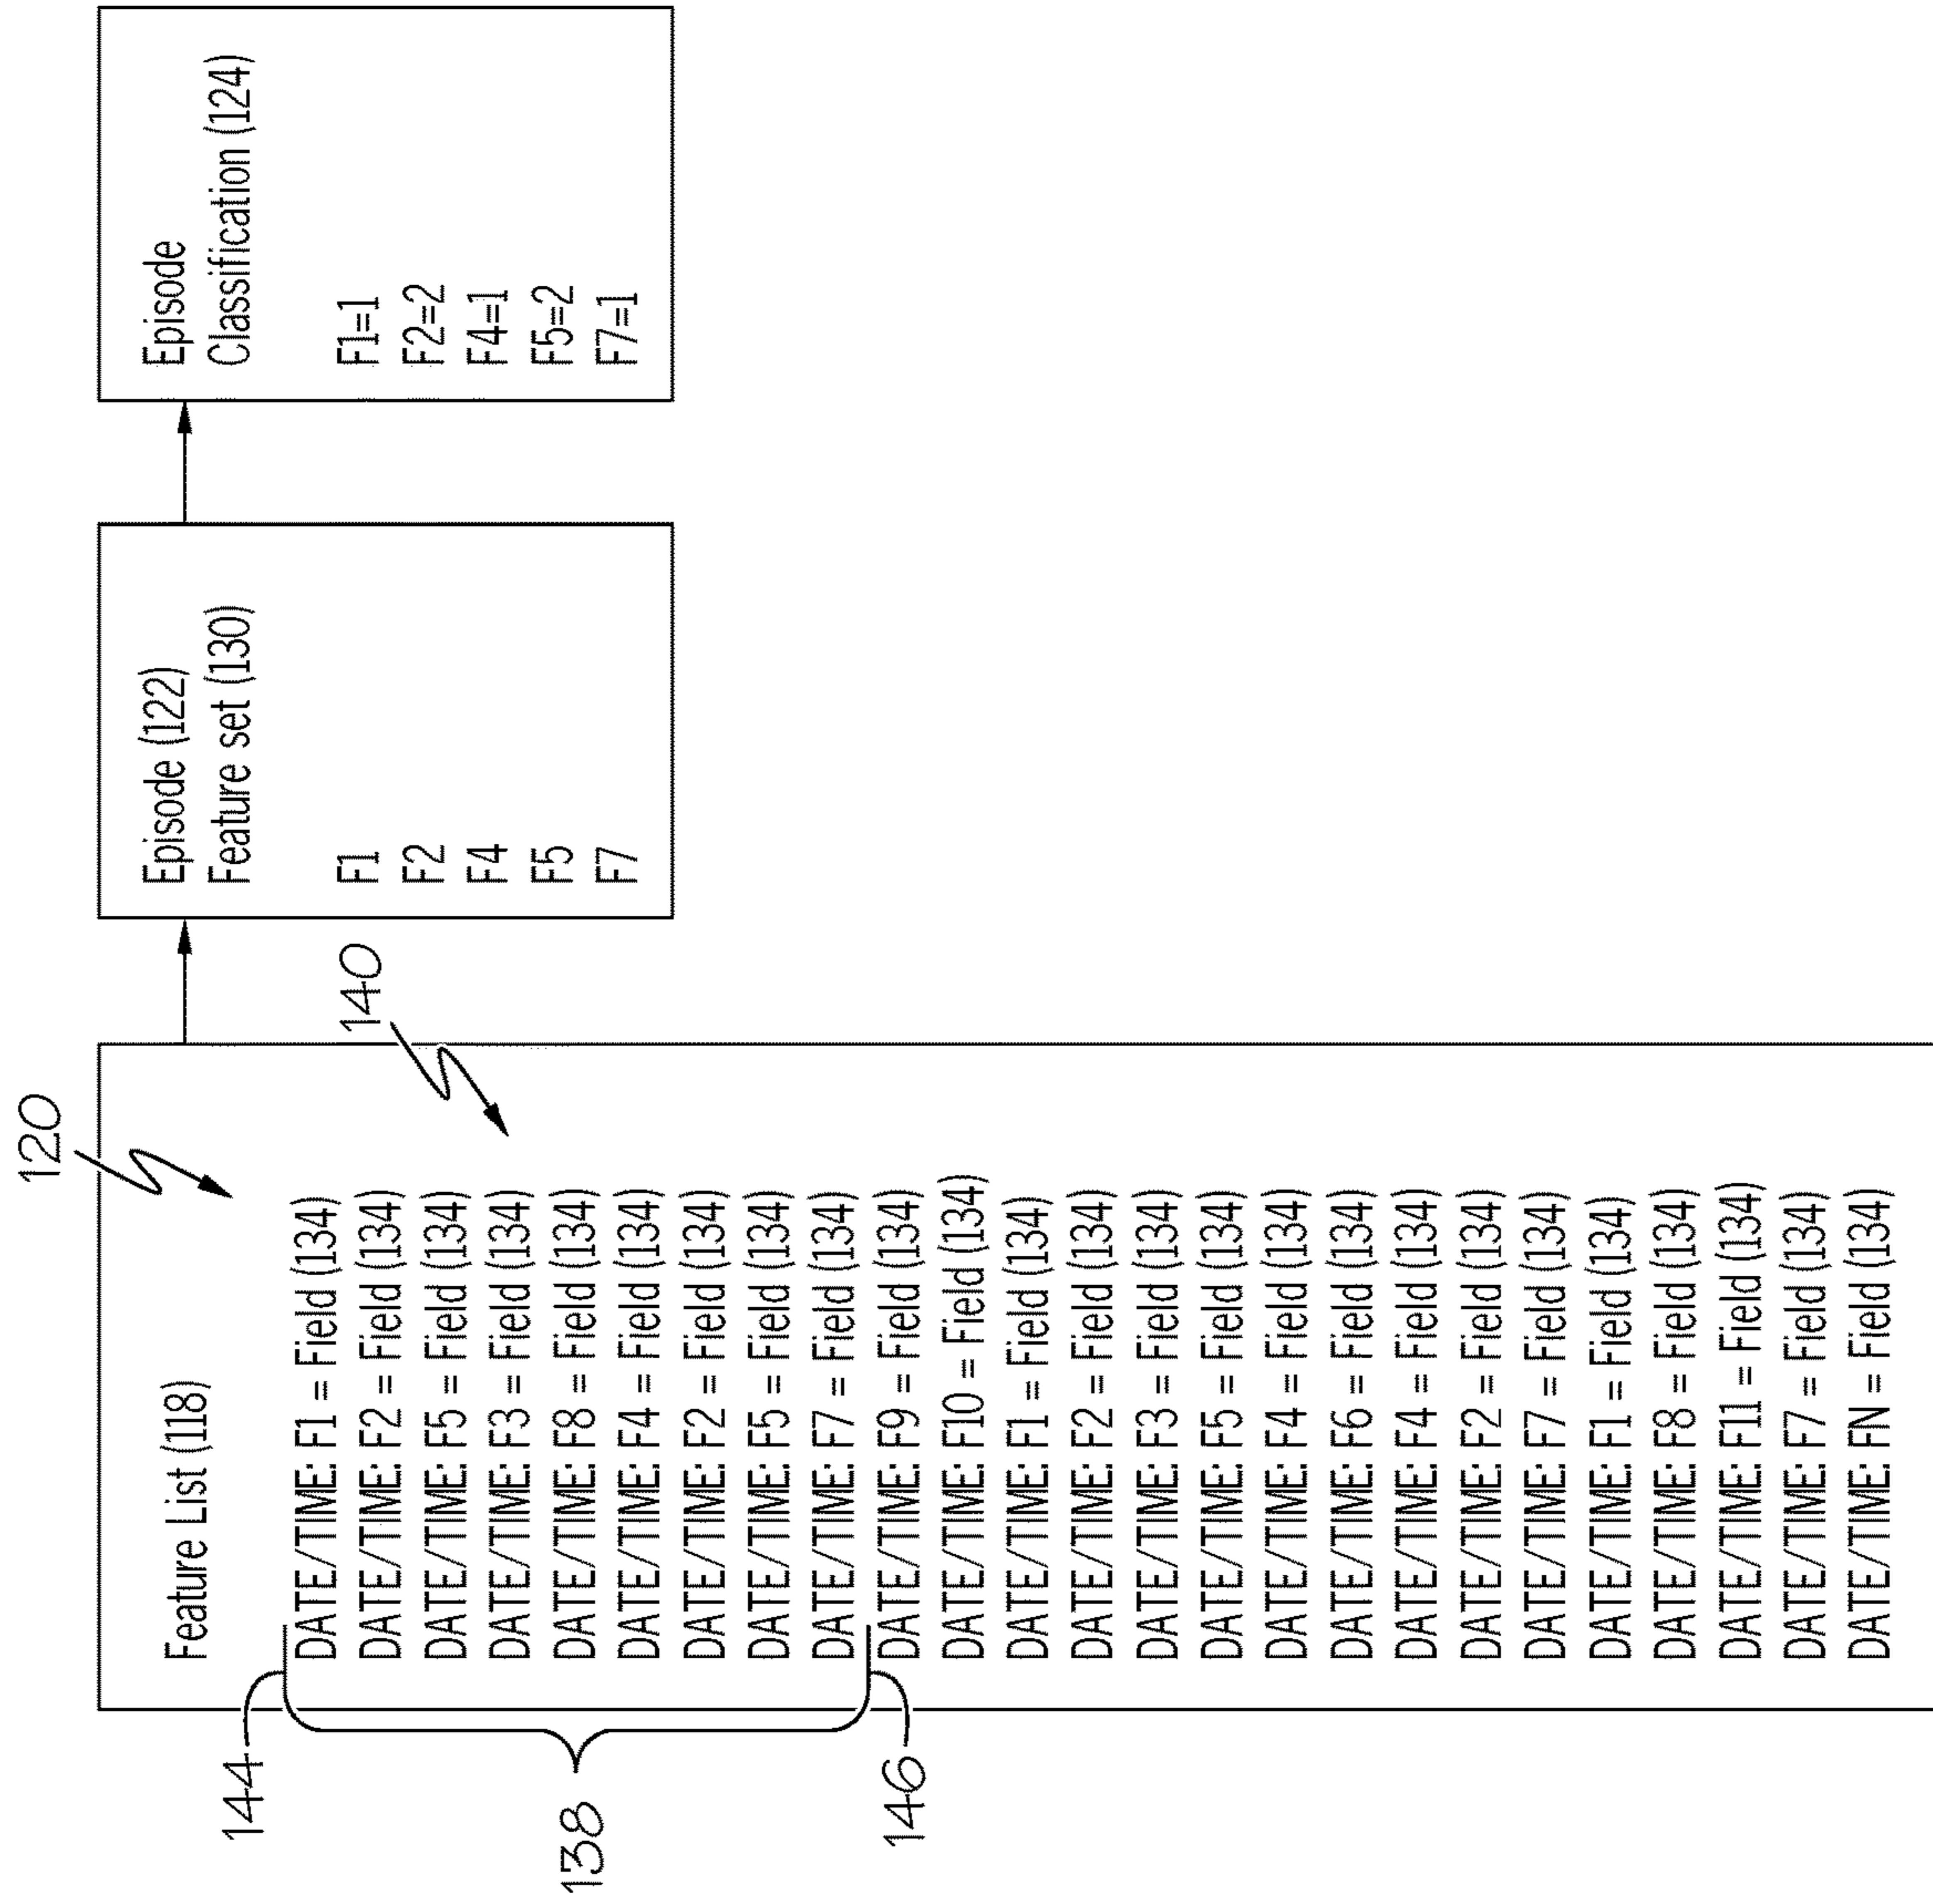 120
140
144
138
146
Feature List (118)
DATE/TIME: F1 = Field (134)
DATE/TIME: F2 = Field (134)
DATE/TIME: F5 = Field (134)
DATE/TIME: F3 = Field (134)
DATE/TIME: F8 = Field (134)
DATE/TIME: F4 = Field (134)
DATE/TIME: F2 = Field (134)
DATE/TIME: F5 = Field (134)
DATE/TIME: F7 = Field (134)
DATE/TIME: F9 = Field (134)
DATE/TIME: F10 = Field (134)
DATE/TIME: F1 = Field (134)
DATE/TIME: F2 = Field (134)
DATE/TIME: F3 = Field (134)
DATE/TIME: F5 = Field (134)
DATE/TIME: F4 = Field (134)
DATE/TIME: F6 = Field (134)
DATE/TIME: F4 = Field (134)
DATE/TIME: F2 = Field (134)
DATE/TIME: F7 = Field (134)
DATE/TIME: F1 = Field (134)
DATE/TIME: F8 = Field (134)
DATE/TIME: F11 = Field (134)
DATE/TIME: F7 = Field (134)
DATE/TIME: FN = Field (134)
Episode (122)
Feature set (130)
F1
F2
F4
F5
F7
Episode
Classification (124)
F1=1
F2=2
F4=1
F5=2
F7=1